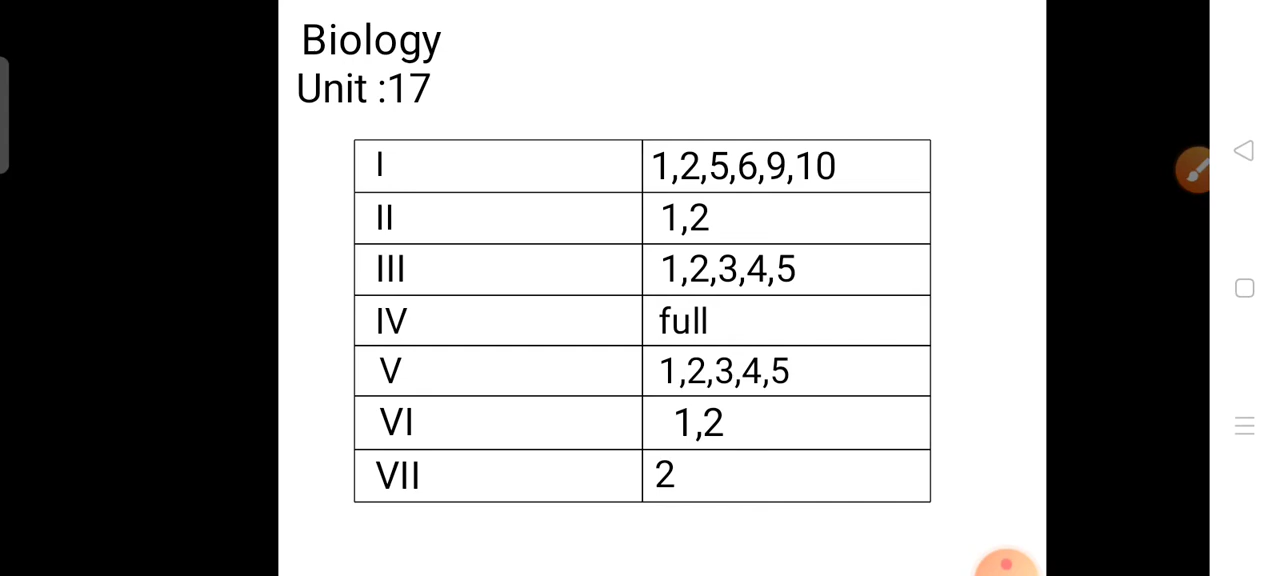 Biology
Unit :17
I 1,2,5,6,9,10
II 1,2
III 1,2,3,4,5
IV full
V 1,2,3,4,5
VI 1,2
VII 2